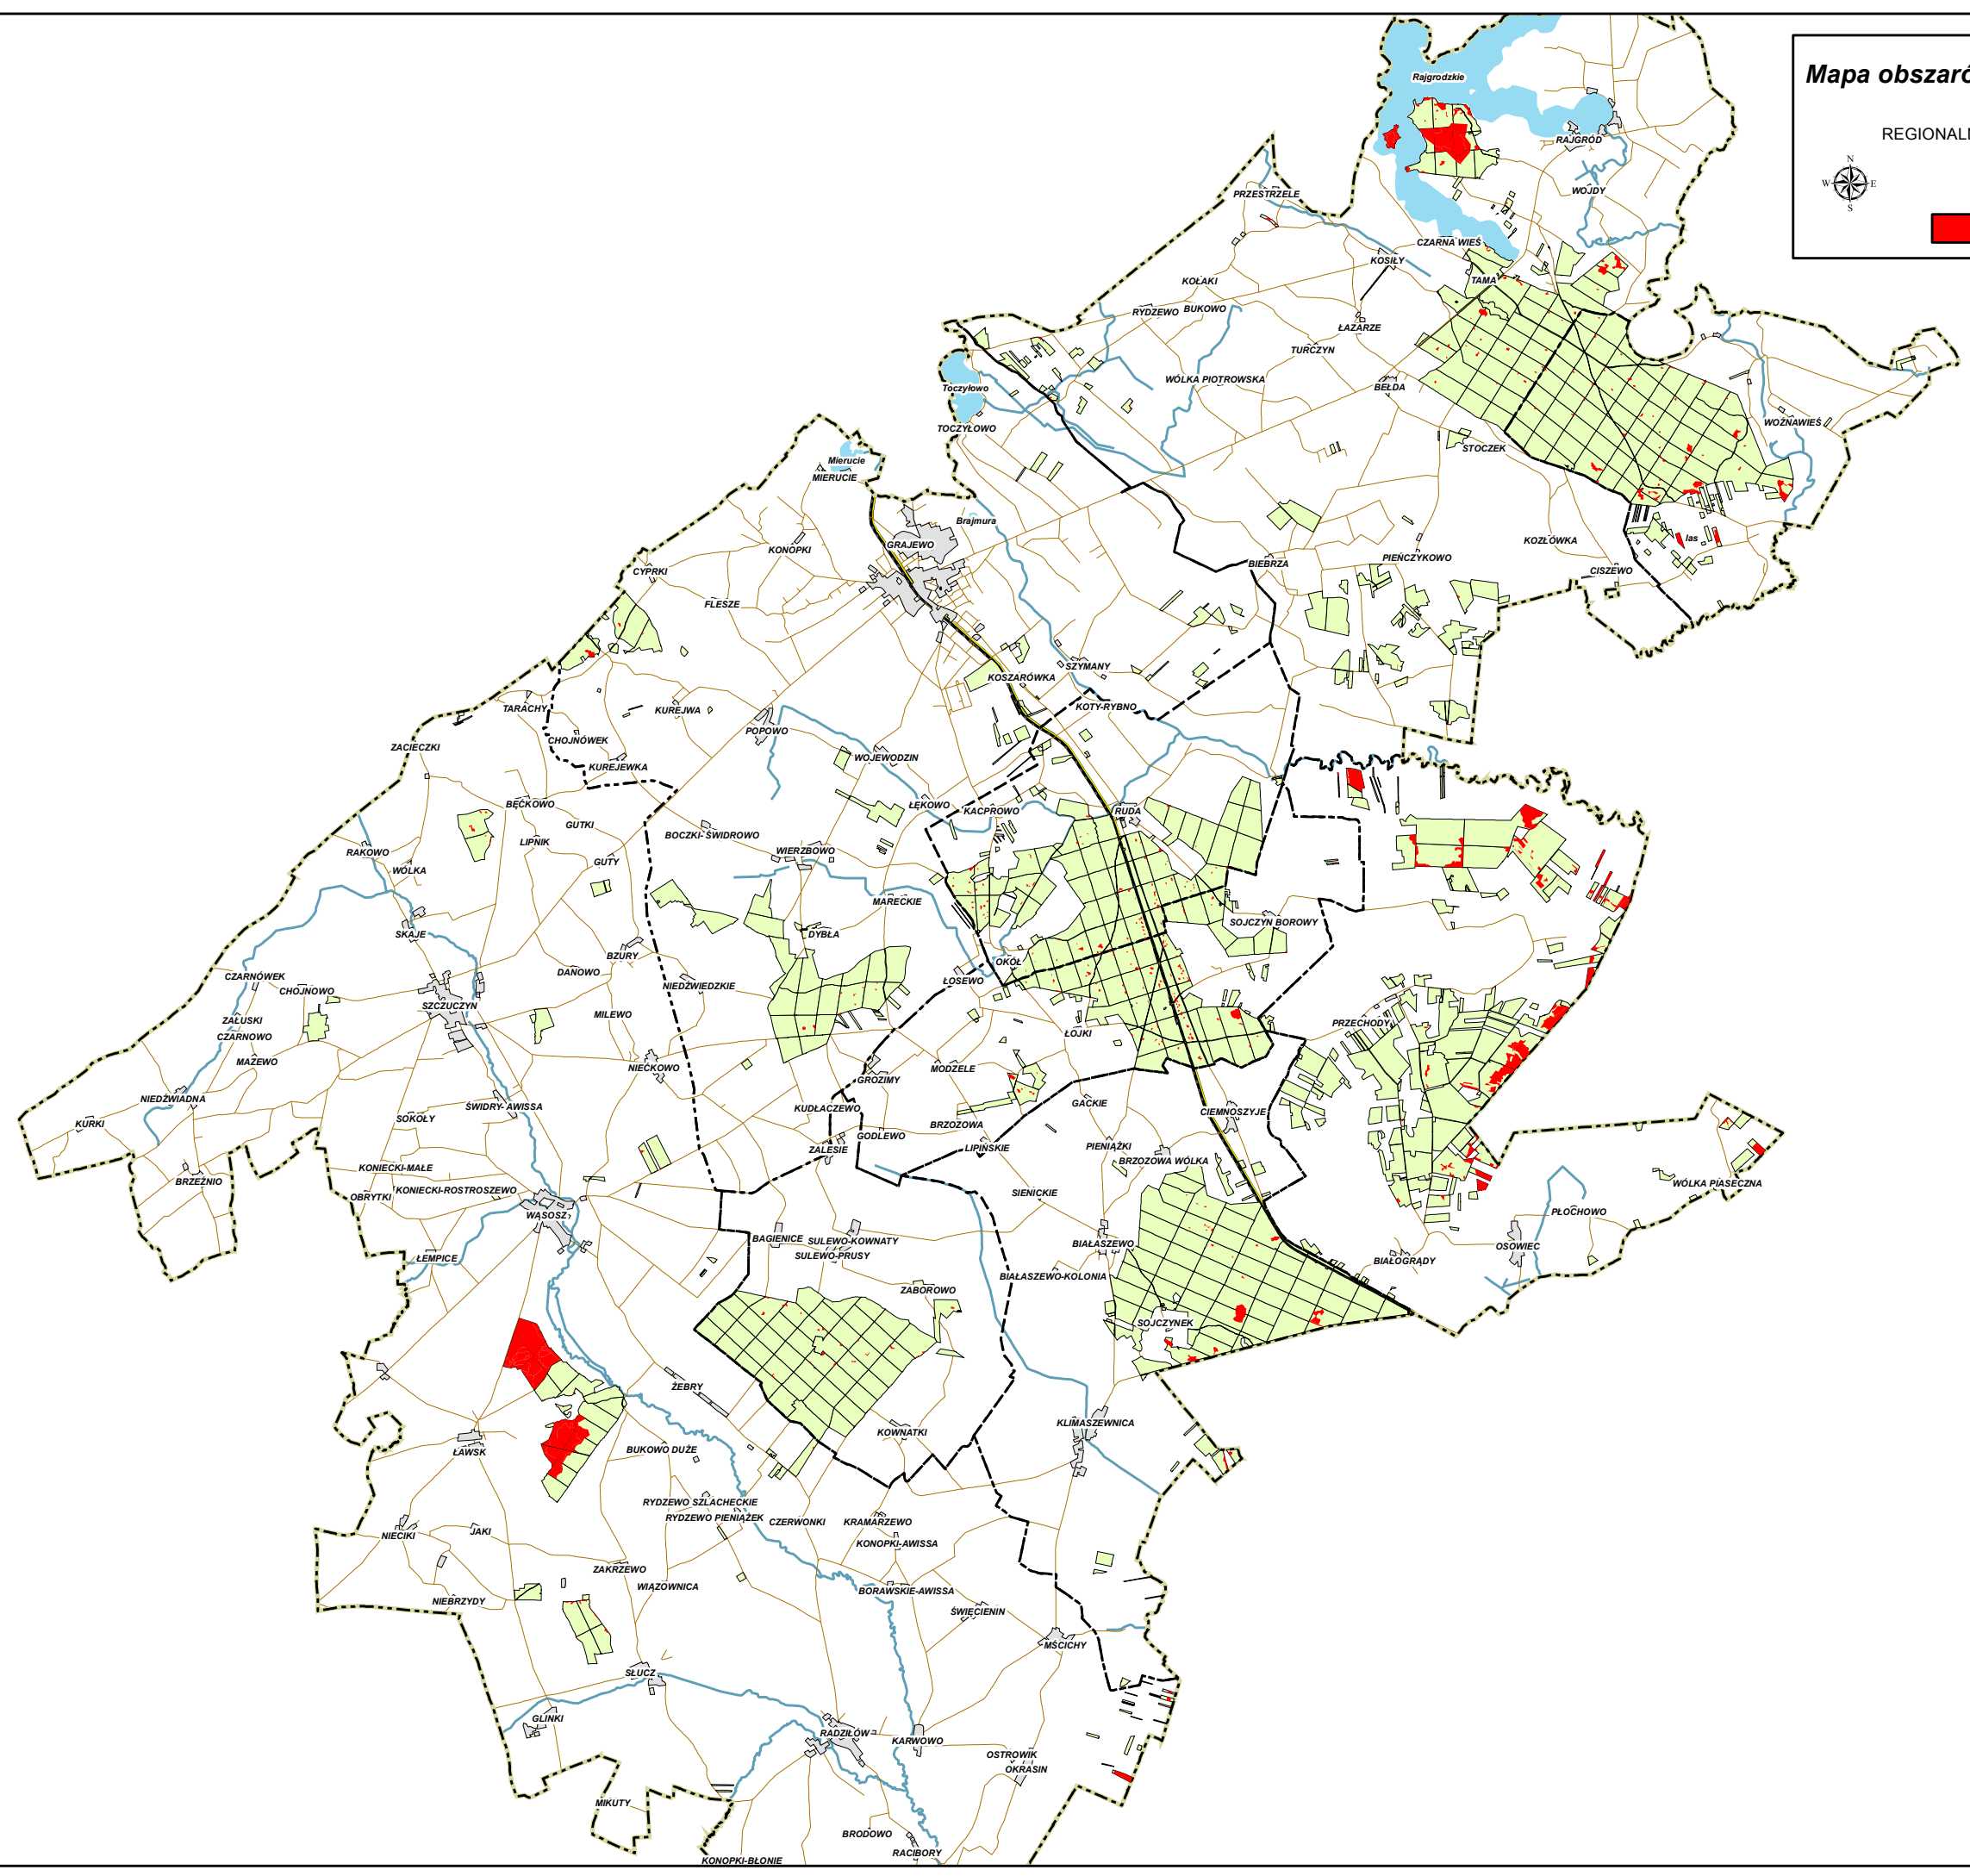 Mapa obszaró
REGIONALN
N
W
E
S
Rajgrodzkie
RAJGRÓD
WOJDY
PRZESTRZELE
CZARNA WIEŚ
KOSIŁY
TAMA
KOŁAKI
RYDZEWO
BUKOWO
ŁAZARZE
TURCZYN
WÓLKA PIOTROWSKA
BEŁDA
Toczyłowo
TOCZYŁOWO
WOŹNAWIEŚ
STOCZEK
Mierucie
MIERUCIE
Brajmura
GRAJEWO
KONOPKI
las
KOZŁÓWKA
PIEŃCZYKOWO
BIEBRZA
CISZEWO
CYPRKI
FLESZE
SZYMANY
KOSZARÓWKA
KOTY-RYBNO
TARACHY
KUREJWA
POPOWO
CHOJNÓWEK
ZACIECZKI
WOJEWODZIN
KUREJEWKA
BĘĆKOWO
ŁĘKOWO
KACPROWO
RUDA
GUTKI
BOCZKI-ŚWIDROWO
LIPNIK
RAKOWO
WIERZBOWO
GUTY
WÓLKA
MARECKIE
SOJCZYN BOROWY
SKAJE
DYBŁA
BZURY
OKÓŁ
DANOWO
CZARNÓWEK
ŁOSEWO
NIEDŹWIEDZKIE
CHOJNOWO
SZCZUCZYN
MILEWO
ZAŁUSKI
PRZECHODY
ŁOJKI
CZARNOWO
MAZEWO
NIEĆKOWO
MODZELE
GROZIMY
NIEDŹWIADNA
GACKIE
ŚWIDRY-AWISSA
KUDŁACZEWO
CIEMNOSZYJE
SOKOŁY
KURKI
BRZOZOWA
GODLEWO
PIENIĄŻKI
ZALESIE
LIPIŃSKIE
BRZOZOWA WÓLKA
KONIECKI-MAŁE
BRZEŹNIO
WÓLKA PIASECZNA
KONIECKI-ROSTROSZEWO
SIENICKIE
OBRYTKI
PŁOCHOWO
WĄSOSZ
BAGIENICE
SULEWO-KOWNATY
BIAŁASZEWO
OSOWIEC
SULEWO-PRUSY
ŁEMPICE
BIAŁOGRĄDY
BIAŁASZEWO-KOLONIA
ZABOROWO
SOJCZYNEK
ŻEBRY
KLIMASZEWNICA
KOWNATKI
BUKOWO DUŻE
ŁAWSK
RYDZEWO SZLACHECKIE
RYDZEWO PIENIĄŻEK
CZERWONKI
KRAMARZEWO
JAKI
NIECIKI
KONOPKI-AWISSA
ZAKRZEWO
WIĄZOWNICA
BORAWSKIE-AWISSA
NIEBRZYDY
ŚWIĘCIENIN
MŚCICHY
SŁUCZ
GLINKI
RADZIŁÓW
KARWOWO
OSTROWIK
OKRASIN
MIKUTY
BRODOWO
RACIBORY
KONOPKI-BŁONIE